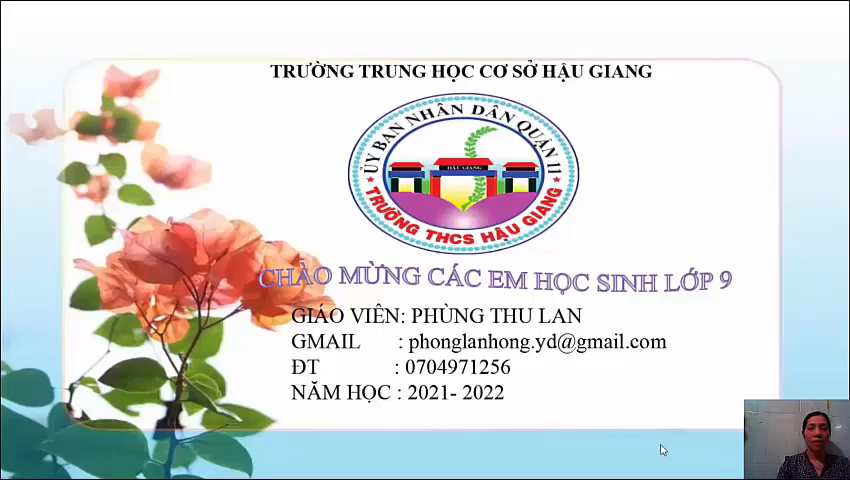 TRƯỜNG TRUNG HỌC CƠ SỞ HẬU GIANG
ỦY BAN NHÂN DÂN QUẬN 11
HẬU GIANG
TRƯỜNG THCS HẬU GIANG
CHÀO MỪNG CÁC EM HỌC SINH LỚP 9
GIÁO VIÊN: PHÙNG THU LAN
GMAIL : phonglanhong.yd@gmail.com
ĐT : 0704971256
NĂM HỌC : 2021- 2022